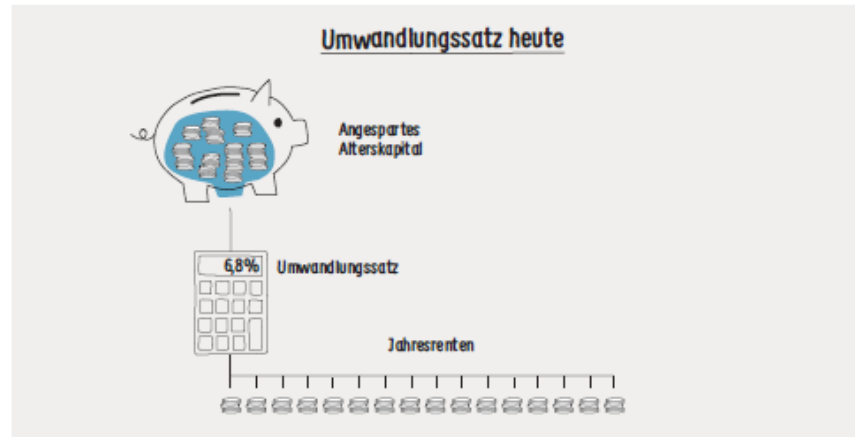 Umwandlungssatz heute
Angespartes
Alterskapital
6,8%
Umwandlungssatz
Jahresrenten